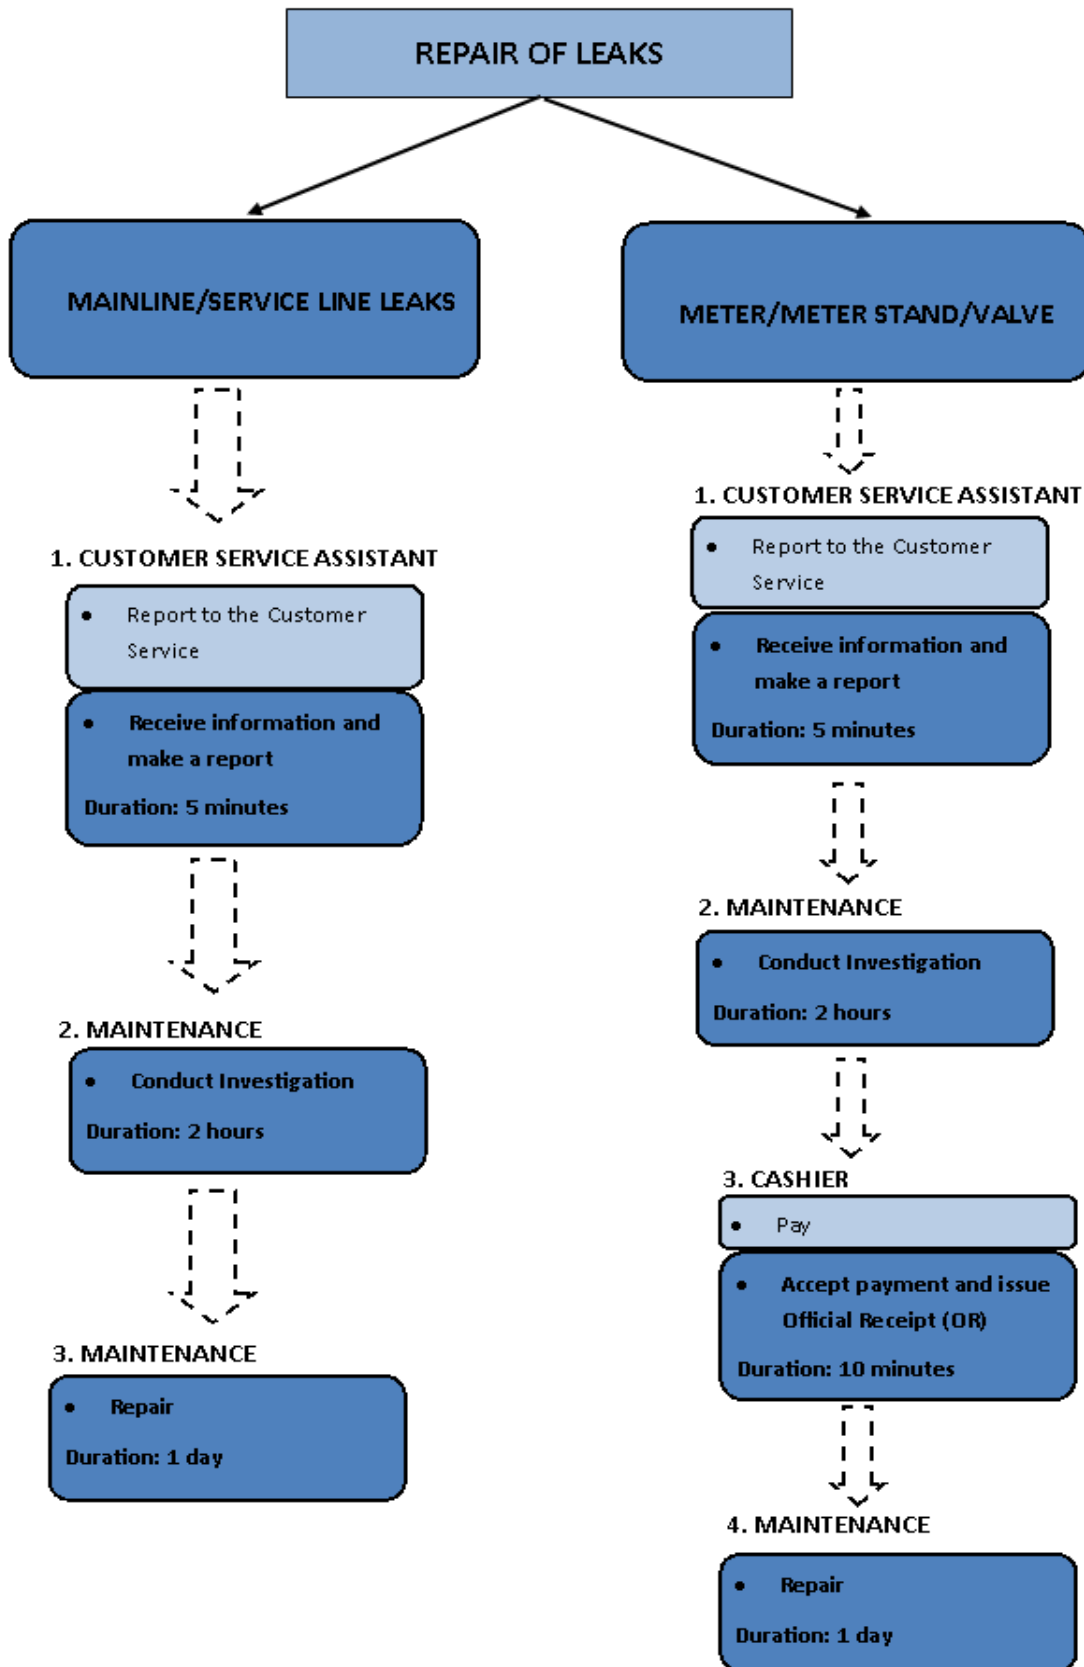 REPAIR OF LEAKS
MAINLINE/SERVICE LINE LEAKS
1. CUSTOMER SERVICE ASSISTANT
• Report to the Customer
Service
• Receive information and
make a report
Duration: 5 minutes
2. MAINTENANCE
• Conduct Investigation
Duration: 2 hours
3. MAINTENANCE
• Repair
Duration: 1 day
METER/METER STAND/VALVE
1. CUSTOMER SERVICE ASSISTANT
• Report to the Customer
Service
• Receive information and
make a report
Duration: 5 minutes
2. MAINTENANCE
• Conduct Investigation
Duration: 2 hours
3. CASHIER
• Pay
• Accept payment and issue
Official Receipt (OR)
Duration: 10 minutes
4. MAINTENANCE
• Repair
Duration: 1 day